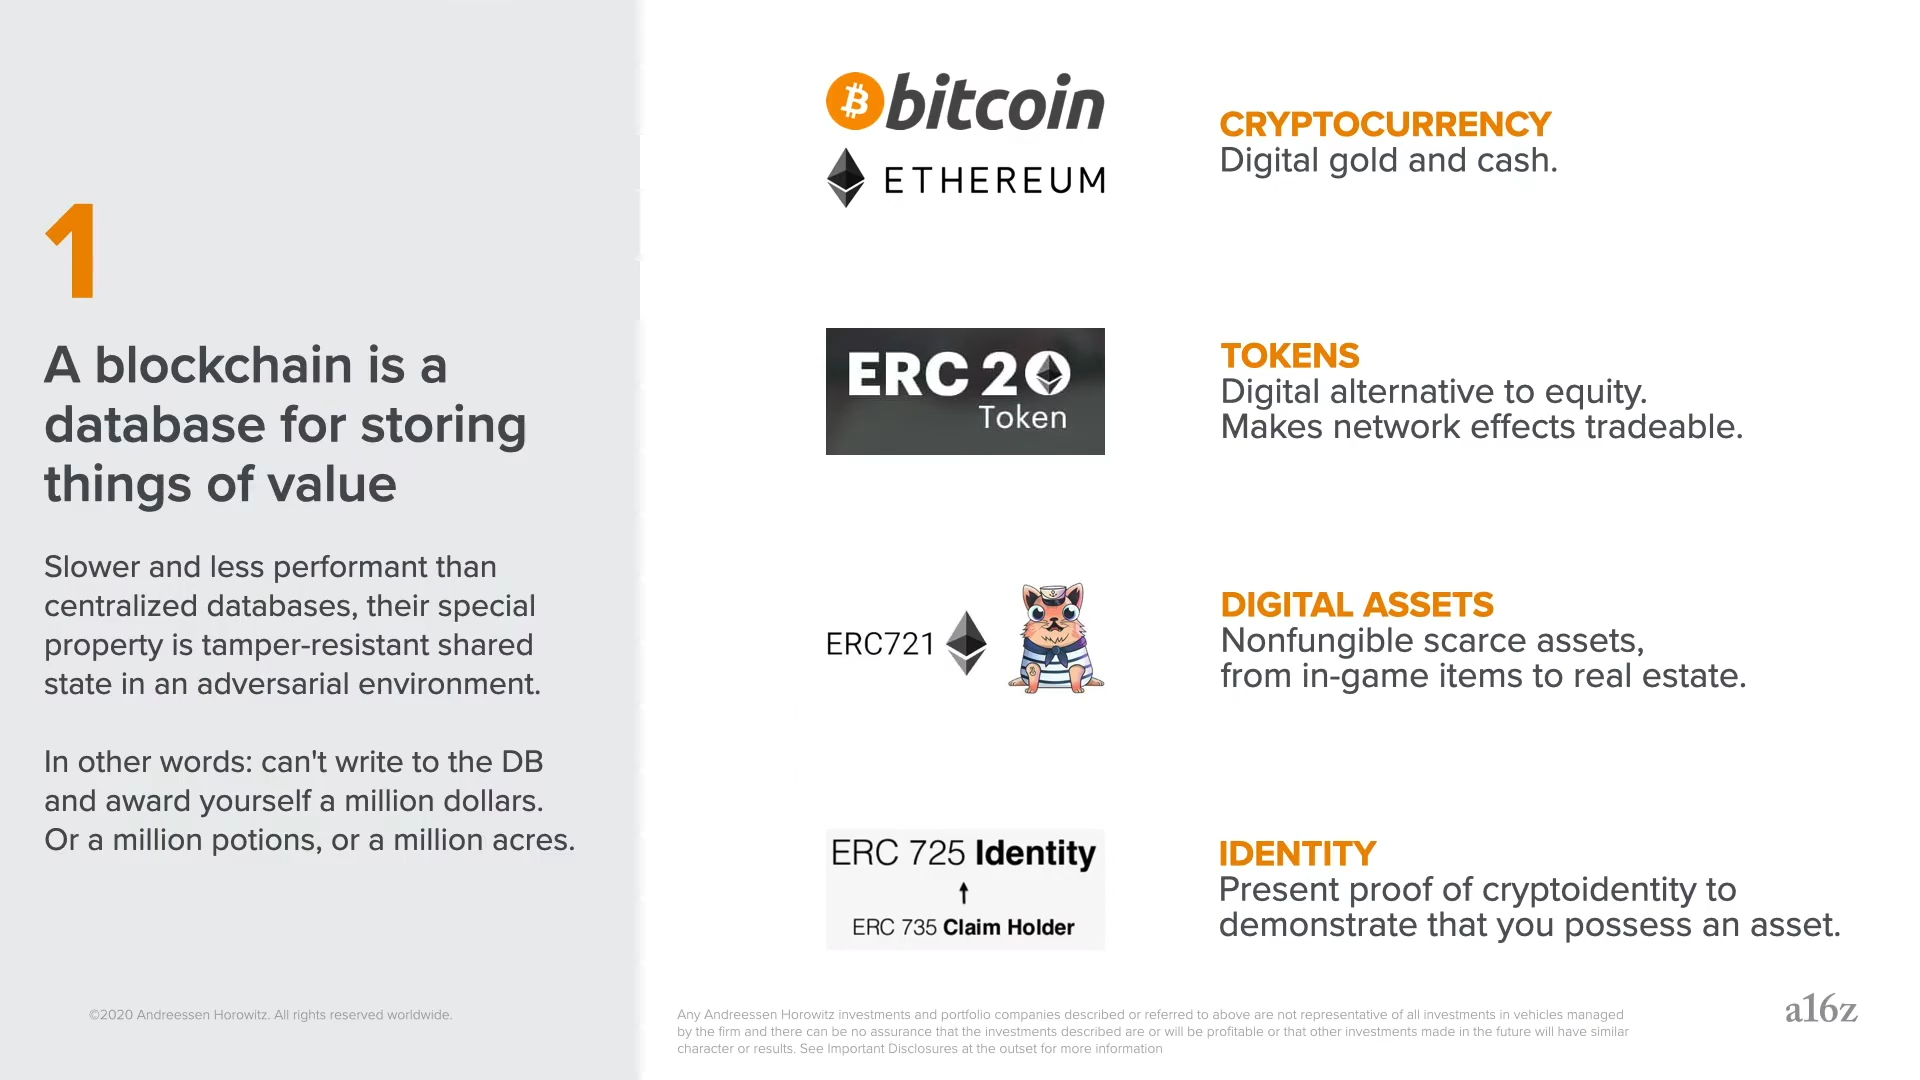 1
A blockchain is a
database for storing
things of value
Slower and less performant than
centralized databases, their special
property is tamper-resistant shared
state in an adversarial environment.
In other words: can't write to the DB
and award yourself a million dollars.
Or a million potions, or a million acres.
©2020 Andreessen Horowitz. All rights reserved worldwide.
bitcoin
ETHEREUM
CRYPTOCURRENCY
Digital gold and cash.
ERC 20
Token
TOKENS
Digital alternative to equity.
Makes network effects tradeable.
ERC721
DIGITAL ASSETS
Nonfungible scarce assets,
from in-game items to real estate.
ERC 725 Identity
ERC 735 Claim Holder
IDENTITY
Present proof of cryptoidentity to
demonstrate that you possess an asset.
Any Andreessen Horowitz investments and portfolio companies described or referred to above are not representative of all investments in vehicles managed
by the firm and there can be no assurance that the investments described are or will be profitable or that other investments made in the future will have similar
character or results. See Important Disclosures at the outset for more information
a16z